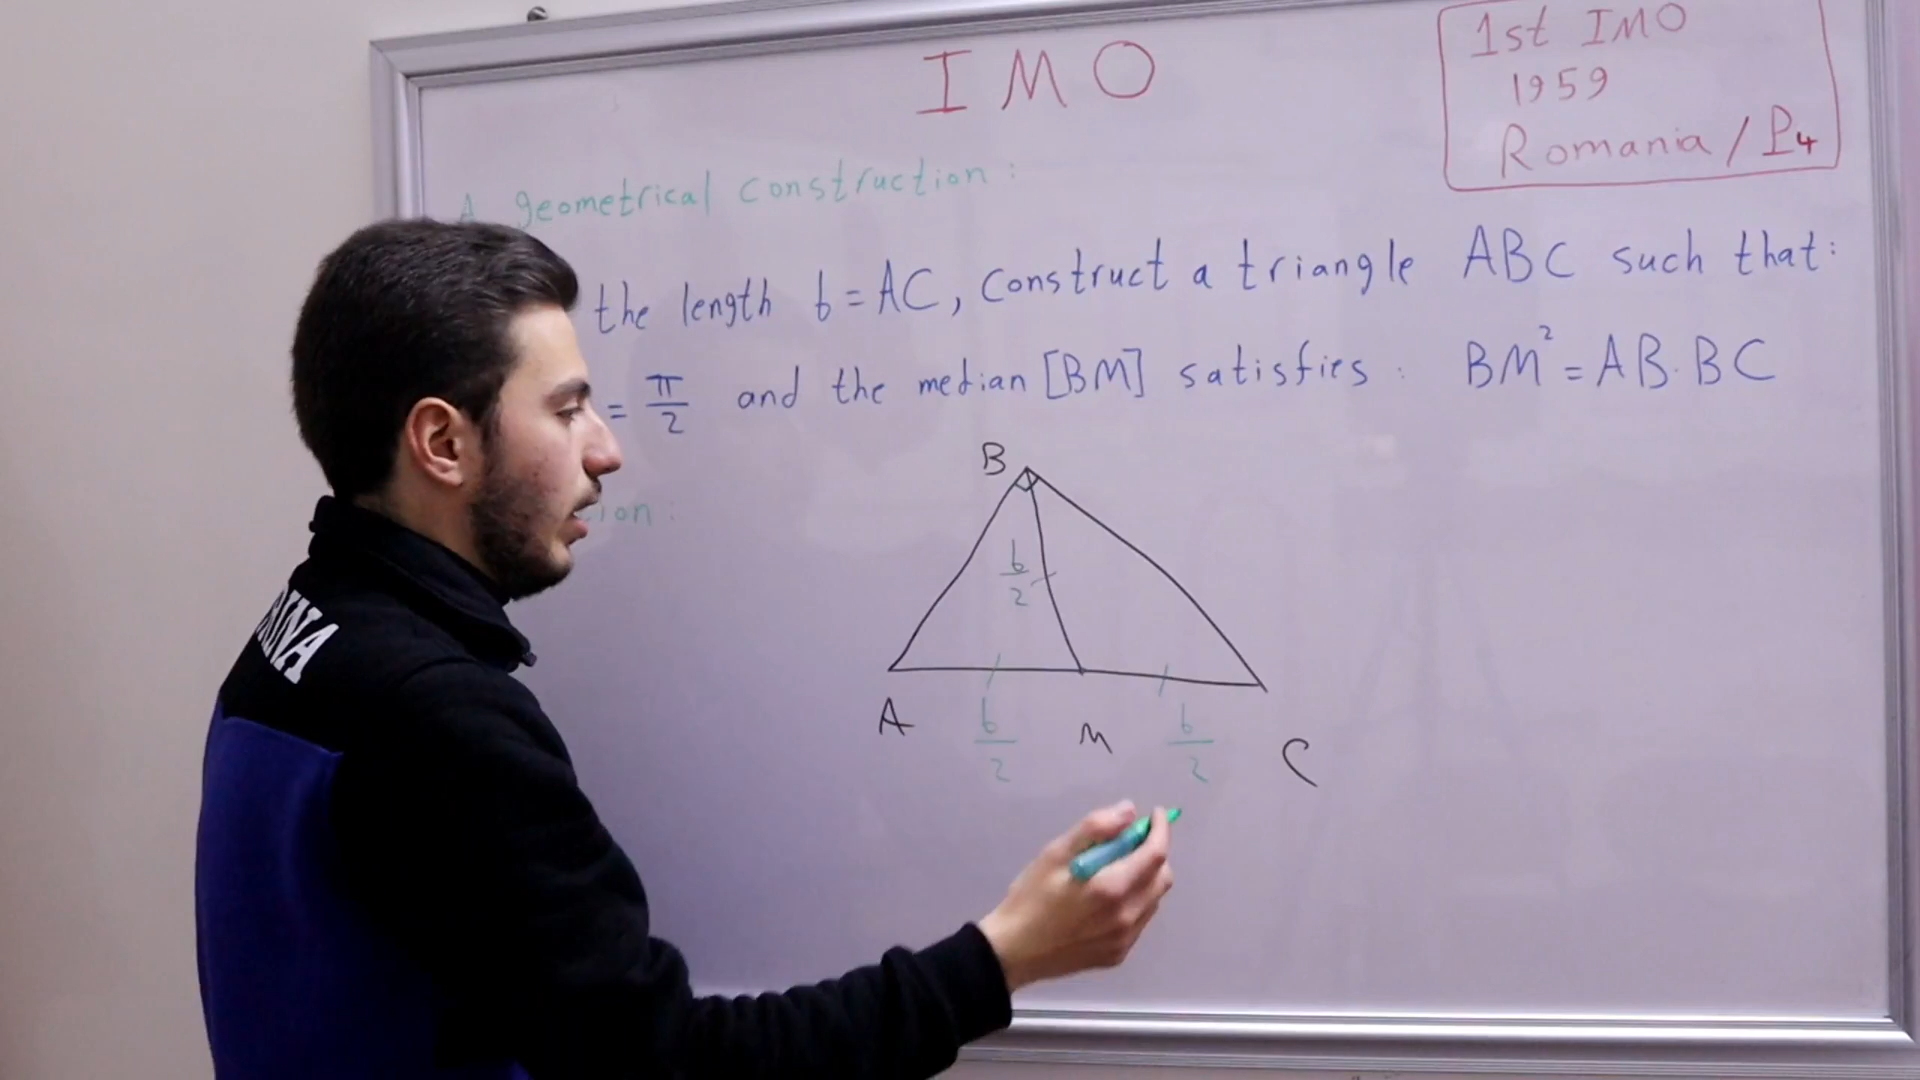 IMO
1st IMO
1959
Romania / P4
A geometrical construction :
the length b = AC, construct a triangle ABC such that :
= π/2 and the median [BM] satisfies : BM² = AB . BC
ion :
B
b/2
A
b/2
M
b/2
C